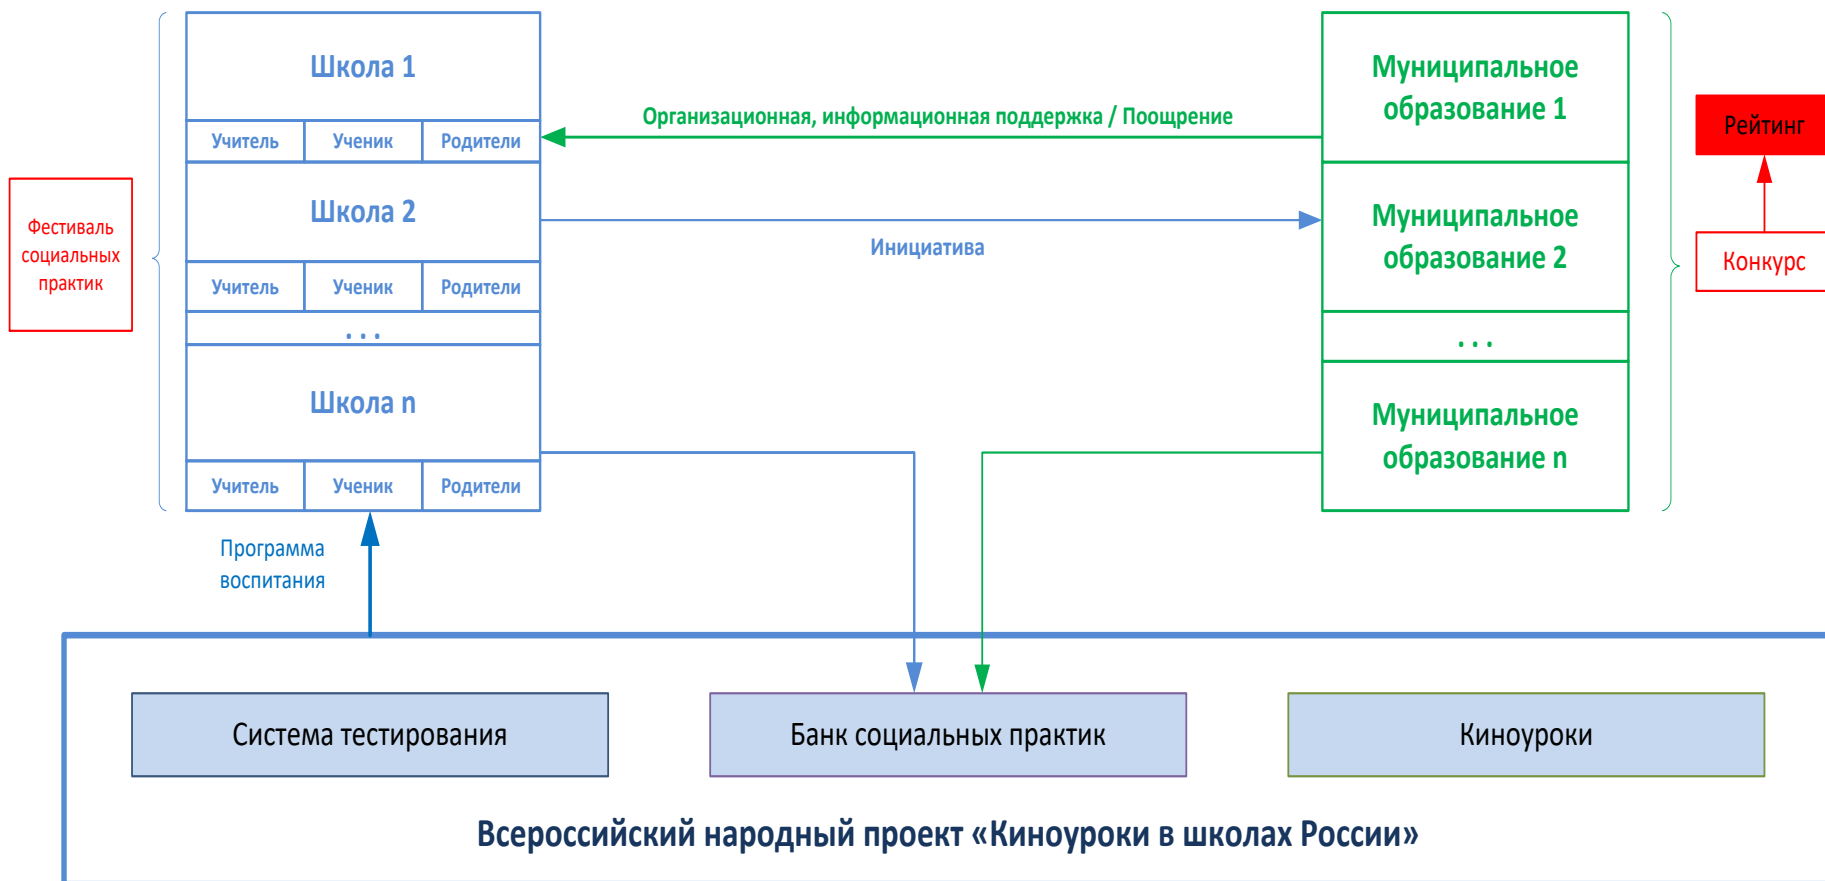 Школа 1
Учитель Ученик Родители
Школа 2
Учитель Ученик Родители
. . .
Школа n
Учитель Ученик Родители
Фестиваль
социальных
практик
Организационная, информационная поддержка / Поощрение
Инициатива
Муниципальное
образование 1
Муниципальное
образование 2
. . .
Муниципальное
образование n
Рейтинг
Конкурс
Программа
воспитания
Система тестирования
Банк социальных практик
Киноуроки
Всероссийский народный проект «Киноуроки в школах России»